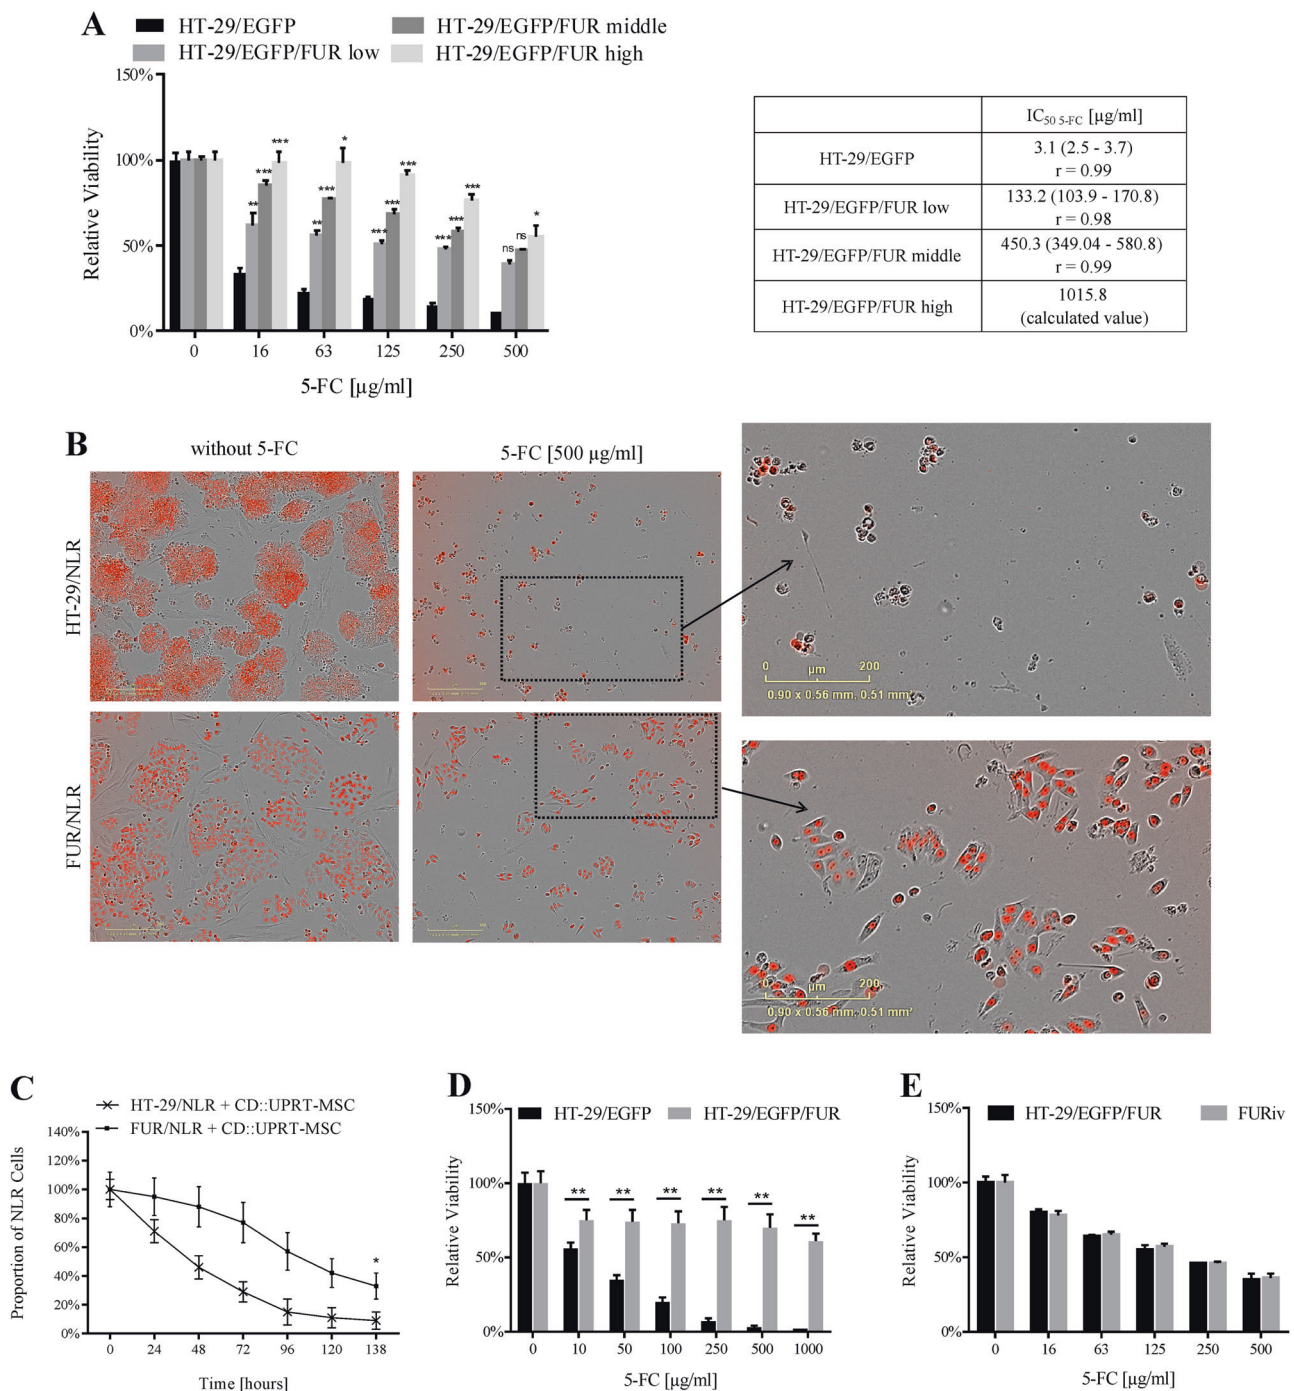 A
HT-29/EGFP
HT-29/EGFP/FUR middle
HT-29/EGFP/FUR low
HT-29/EGFP/FUR high
150%
100%
50%
0%
Relative Viability
** *** ***
** *** *
*** *** ***
*** *** ***
ns ns *
0 16 63 125 250 500
5-FC [µg/ml]
IC50 5-FC [µg/ml]
HT-29/EGFP
3.1 (2.5 - 3.7)
r = 0.99
HT-29/EGFP/FUR low
133.2 (103.9 - 170.8)
r = 0.98
HT-29/EGFP/FUR middle
450.3 (349.04 - 580.8)
r = 0.99
HT-29/EGFP/FUR high
1015.8
(calculated value)
B
without 5-FC
5-FC [500 µg/ml]
HT-29/NLR
FUR/NLR
0 µm 200
0.90 x 0.56 mm, 0.51 mm²
0 µm 200
0.90 x 0.56 mm, 0.51 mm²
C
HT-29/NLR + CD::UPRT-MSC
FUR/NLR + CD::UPRT-MSC
140%
120%
100%
80%
60%
40%
20%
0%
Proportion of NLR Cells
*
0 24 48 72 96 120 138
Time [hours]
D
HT-29/EGFP
HT-29/EGFP/FUR
150%
100%
50%
0%
Relative Viability
** ** ** ** ** **
0 10 50 100 250 500 1000
5-FC [µg/ml]
E
HT-29/EGFP/FUR
FURiv
150%
100%
50%
0%
Relative Viability
0 16 63 125 250 500
5-FC [µg/ml]